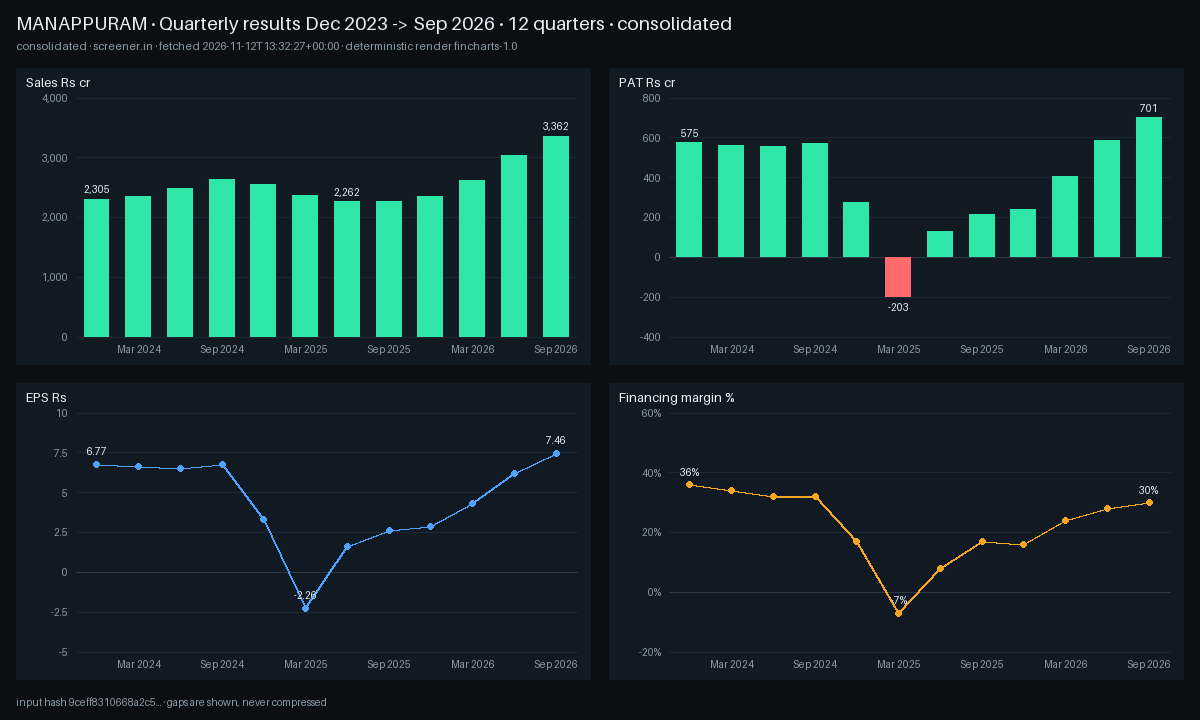 MANAPPURAM · Quarterly results Dec 2023 -> Sep 2026 · 12 quarters · consolidated
consolidated · screener.in · fetched 2026-11-12T13:32:27+00:00 · deterministic render fincharts-1.0
Sales Rs cr
4,000
3,000
2,000
1,000
0
2,305
2,262
3,362
Mar 2024
Sep 2024
Mar 2025
Sep 2025
Mar 2026
Sep 2026
PAT Rs cr
800
600
400
200
0
-200
-400
575
-203
701
Mar 2024
Sep 2024
Mar 2025
Sep 2025
Mar 2026
Sep 2026
EPS Rs
10
7.5
5
2.5
0
-2.5
-5
6.77
-2.26
7.46
Mar 2024
Sep 2024
Mar 2025
Sep 2025
Mar 2026
Sep 2026
Financing margin %
60%
40%
20%
0%
-20%
36%
-7%
30%
Mar 2024
Sep 2024
Mar 2025
Sep 2025
Mar 2026
Sep 2026
input hash 9ceff8310668a2c5… · gaps are shown, never compressed